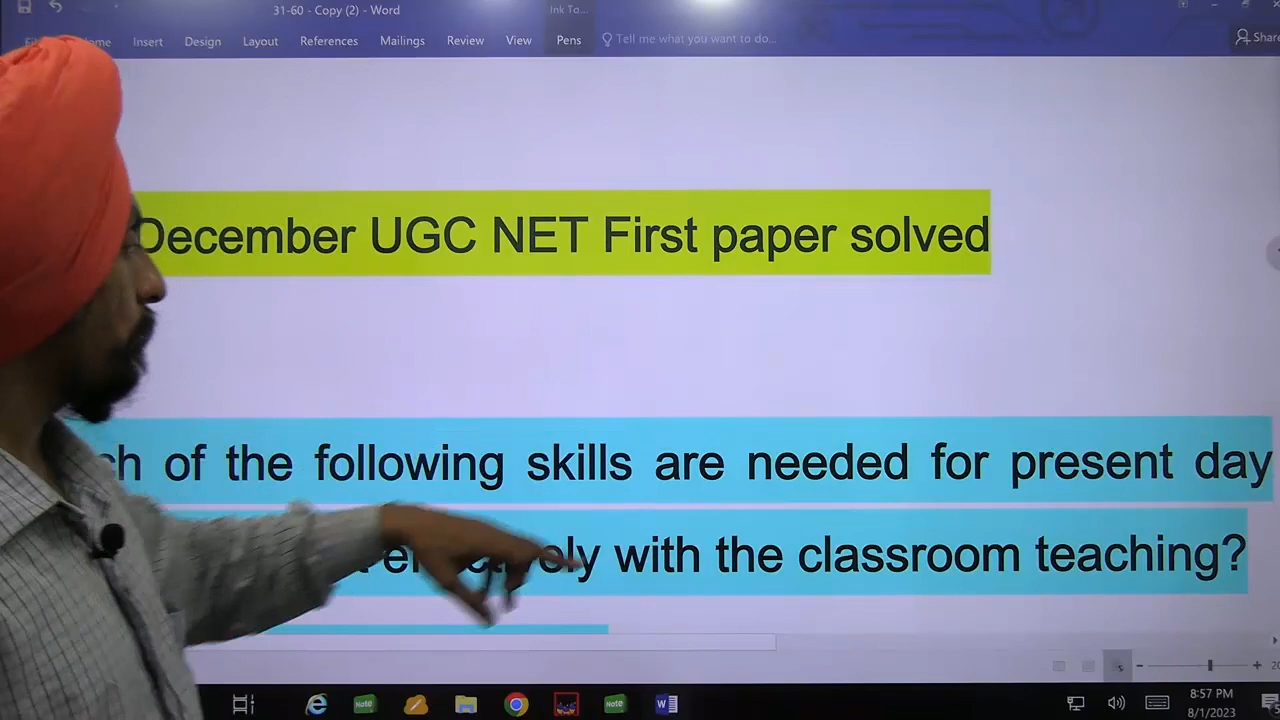 31-60 - Copy (2) - Word
Ink To...
Insert Design Layout References Mailings Review View Pens Tell me what you want to do... Share
December UGC NET First paper solved
of the following skills are needed for present day
with the classroom teaching?
8:57 PM
8/1/2023